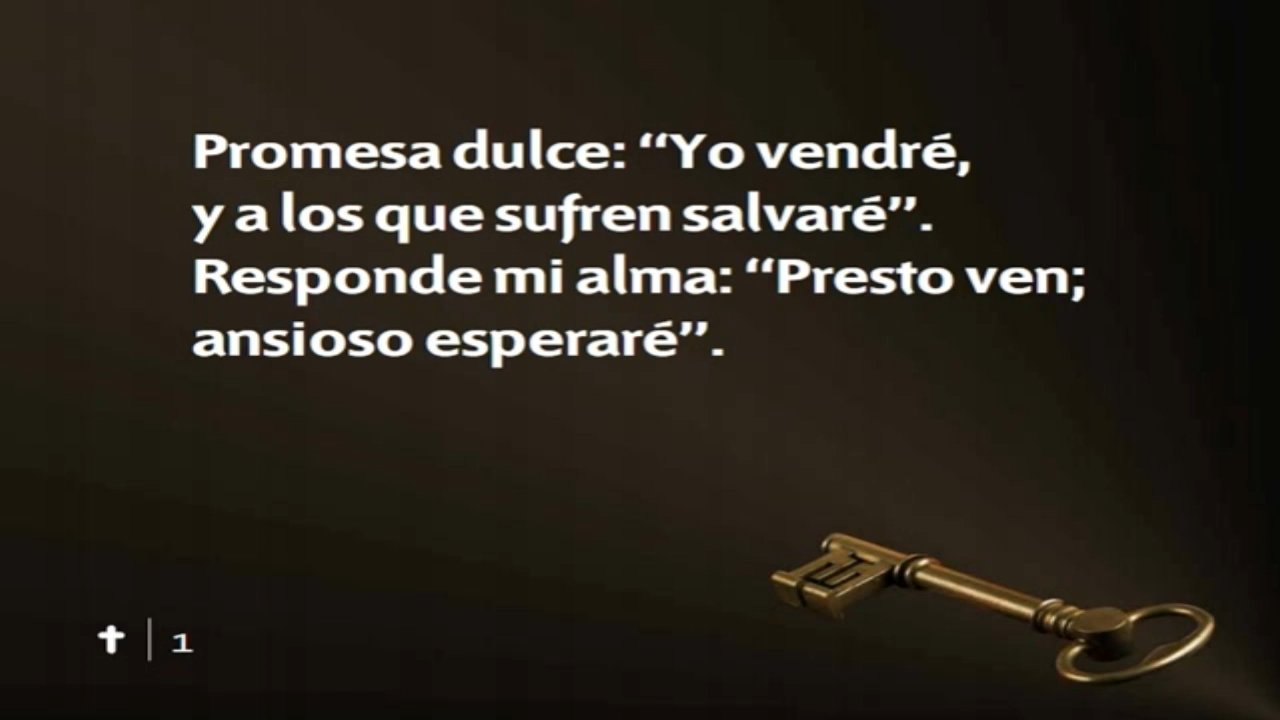 Promesa dulce: “Yo vendré,
y a los que sufren salvaré”.
Responde mi alma: “Presto ven;
ansioso esperaré”.
1